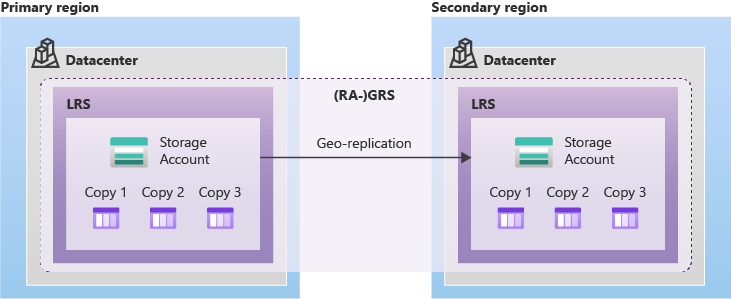 Primary region
Secondary region
Datacenter
Datacenter
(RA-)GRS
LRS
LRS
Storage
Account
Geo-replication
Storage
Account
Copy 1 Copy 2 Copy 3
Copy 1 Copy 2 Copy 3